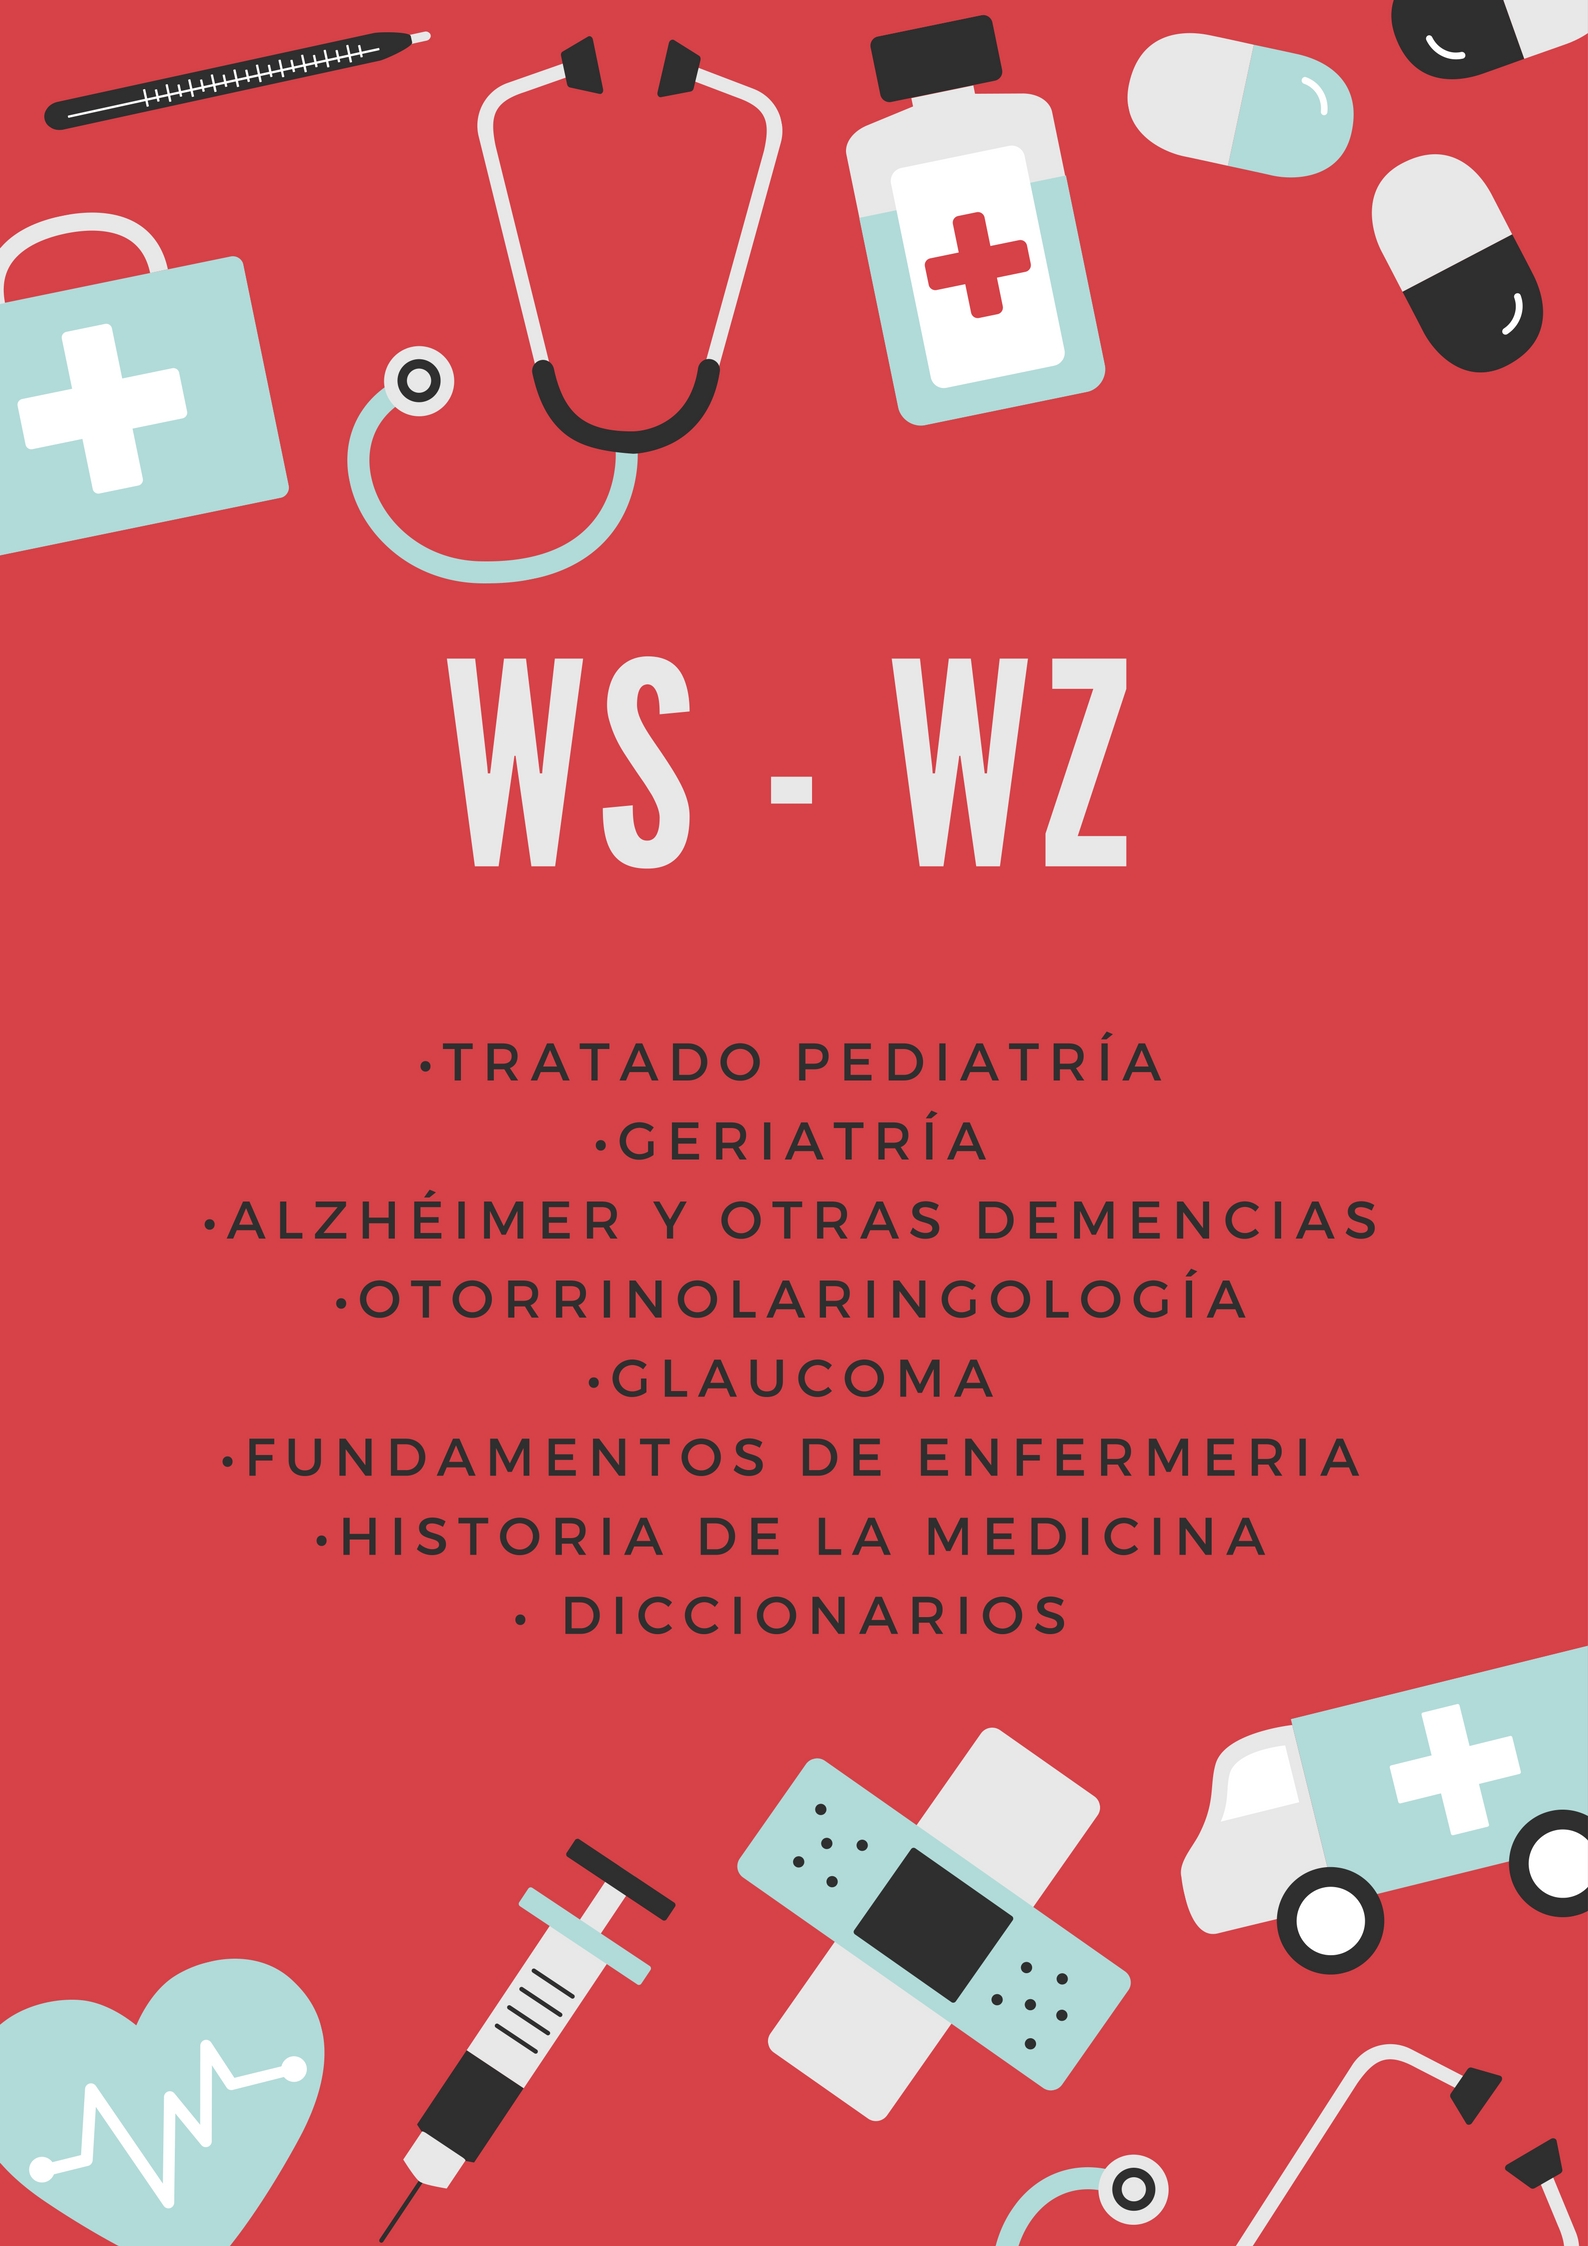 WS - WZ
•TRATADO PEDIATRÍA
•GERIATRÍA
•ALZHÉIMER Y OTRAS DEMENCIAS
•OTORRINOLARINGOLOGÍA
•GLAUCOMA
•FUNDAMENTOS DE ENFERMERIA
•HISTORIA DE LA MEDICINA
• DICCIONARIOS